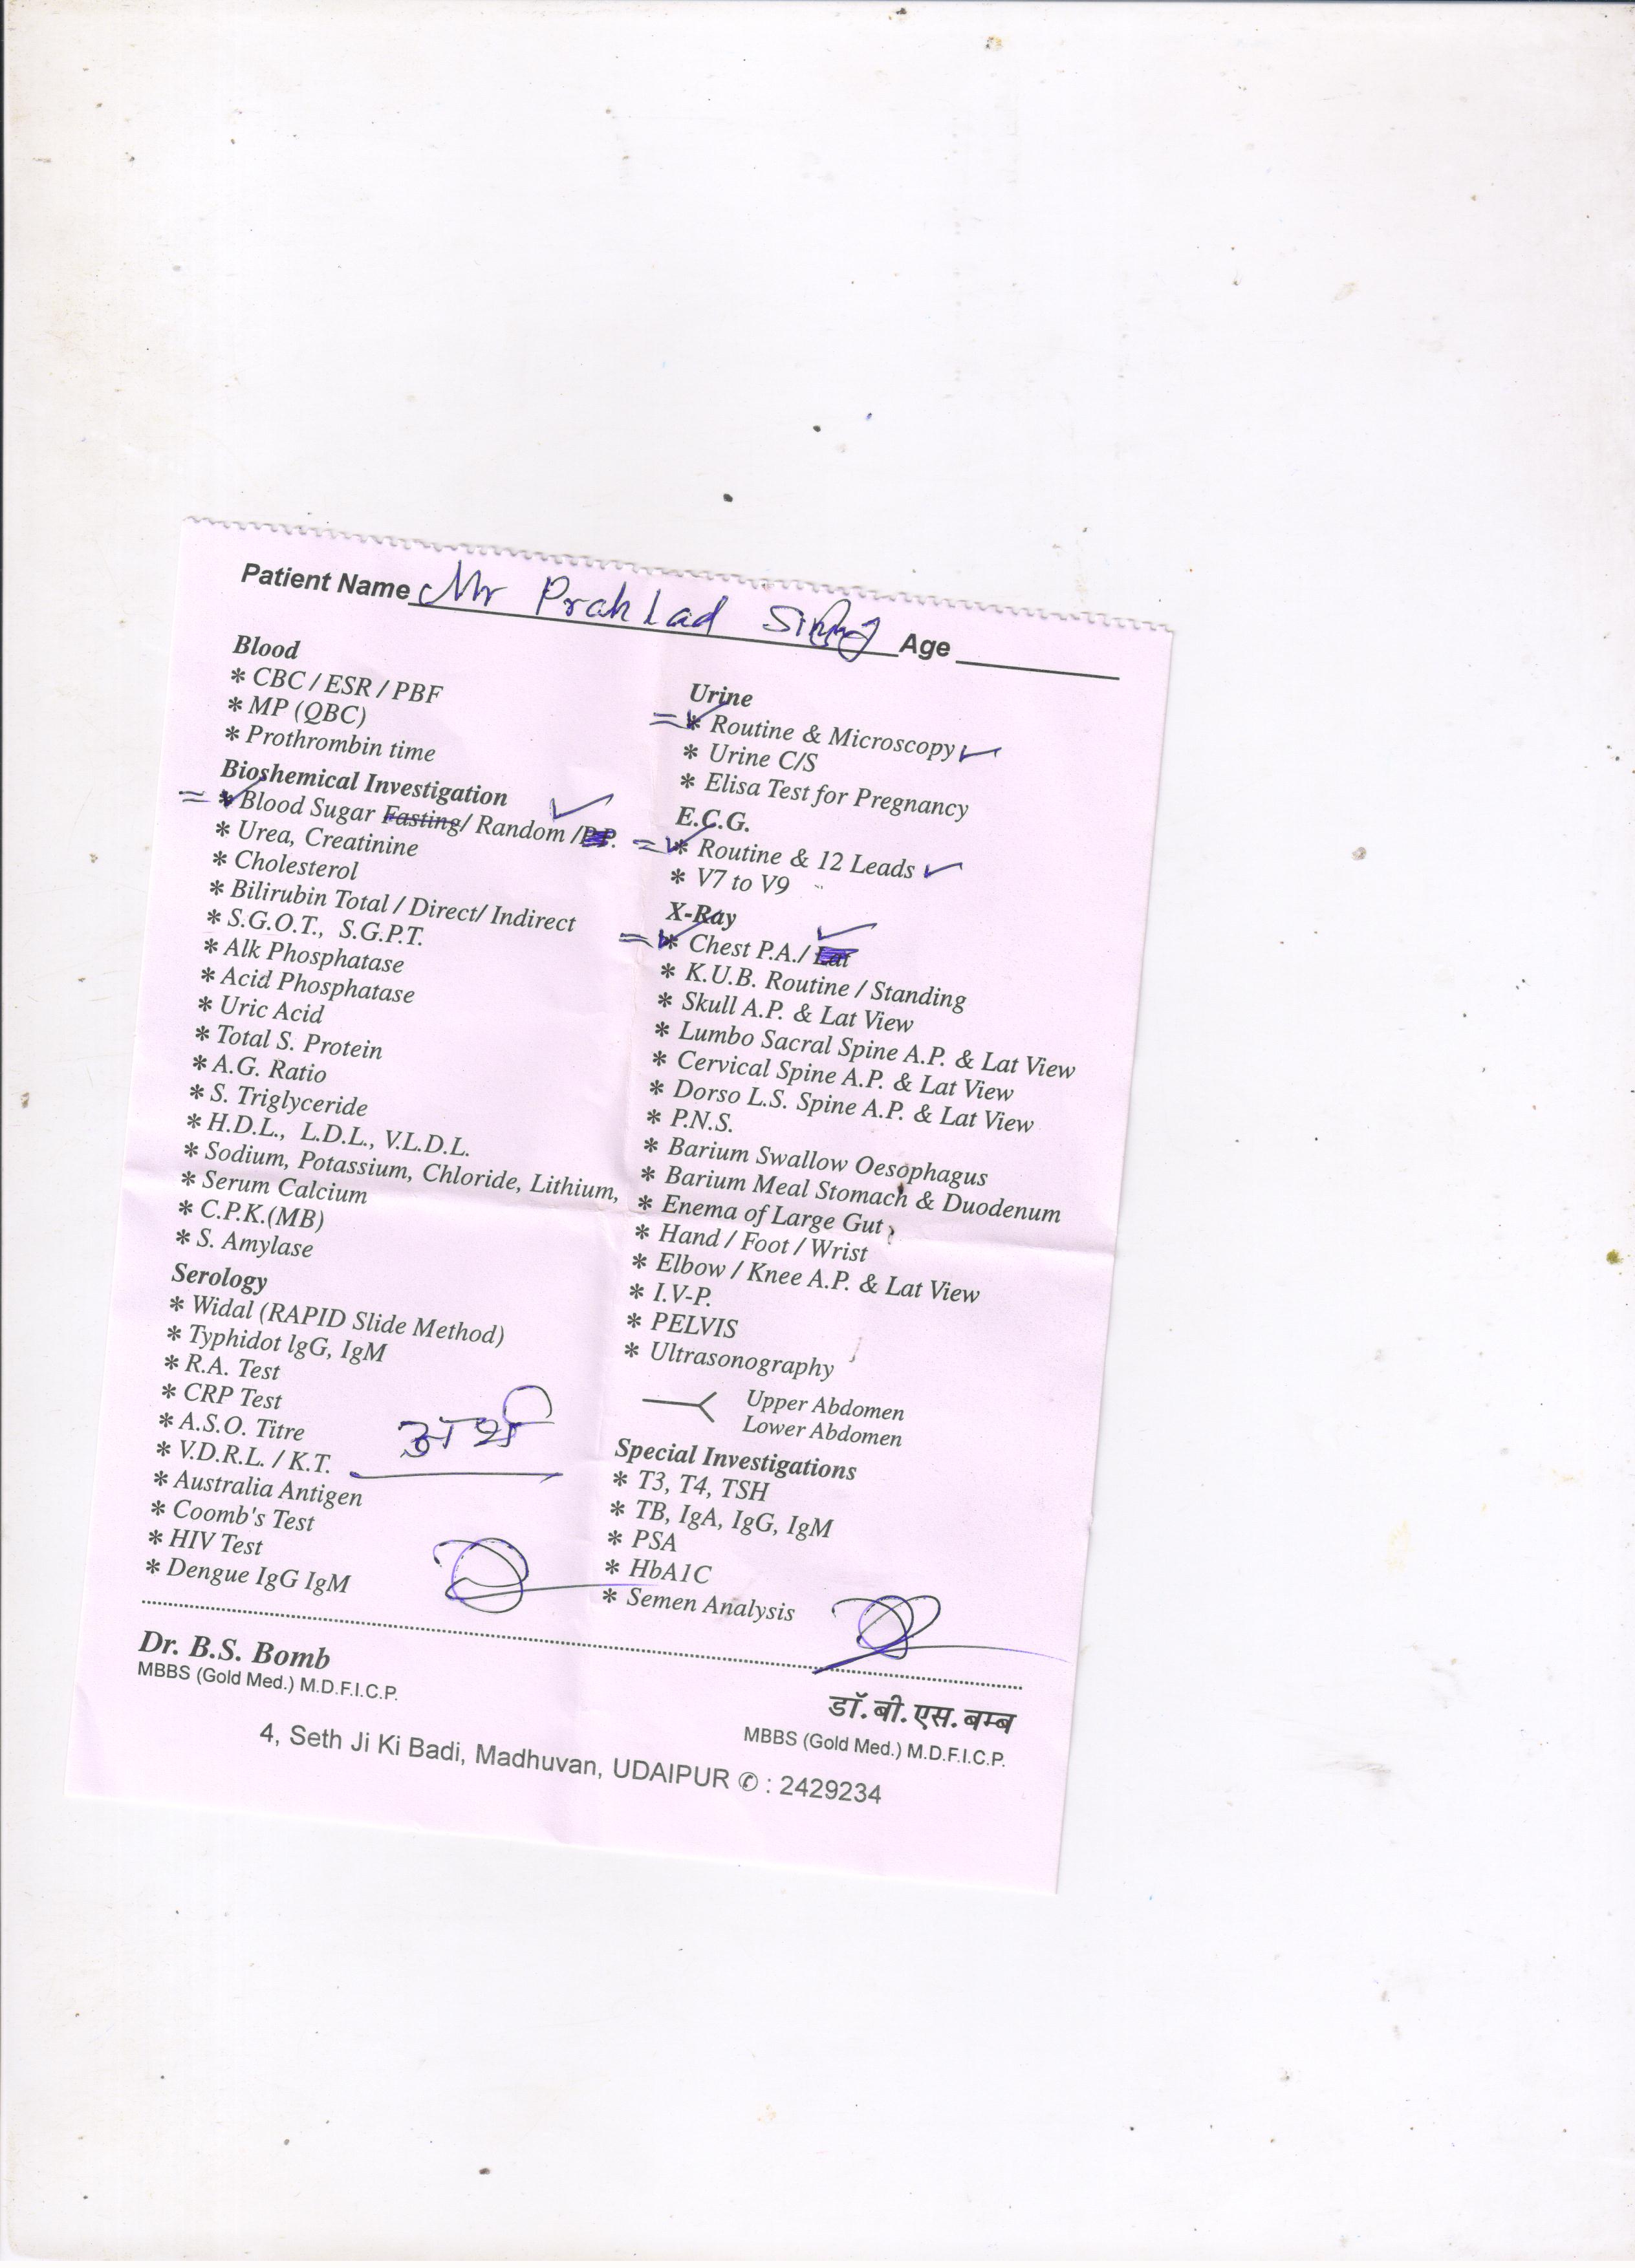 Patient Name Mr Prahlad Singh Age
Blood
* CBC / ESR / PBF
* MP (QBC)
* Prothrombin time
Bioshemical Investigation
* Blood Sugar Fasting/ Random /P.P.
* Urea, Creatinine
* Cholesterol
* Bilirubin Total / Direct/ Indirect
* S.G.O.T., S.G.P.T.
* Alk Phosphatase
* Acid Phosphatase
* Uric Acid
* Total S. Protein
* A.G. Ratio
* S. Triglyceride
* H.D.L., L.D.L., V.L.D.L.
* Sodium, Potassium, Chloride, Lithium,
* Serum Calcium
* C.P.K.(MB)
* S. Amylase
Serology
* Widal (RAPID Slide Method)
* Typhidot lgG, IgM
* R.A. Test
* CRP Test
* A.S.O. Titre
* V.D.R.L. / K.T.
* Australia Antigen
* Coomb's Test
* HIV Test
* Dengue IgG IgM
Urine
* Routine & Microscopy
* Urine C/S
* Elisa Test for Pregnancy
E.C.G.
* Routine & 12 Leads
* V7 to V9
X-Ray
* Chest P.A./ Lat
* K.U.B. Routine / Standing
* Skull A.P. & Lat View
* Lumbo Sacral Spine A.P. & Lat View
* Cervical Spine A.P. & Lat View
* Dorso L.S. Spine A.P. & Lat View
* P.N.S.
* Barium Swallow Oesophagus
* Barium Meal Stomach & Duodenum
* Enema of Large Gut
* Hand / Foot / Wrist
* Elbow / Knee A.P. & Lat View
* I.V-P.
* PELVIS
* Ultrasonography
Upper Abdomen
Lower Abdomen
Special Investigations
* T3, T4, TSH
* TB, IgA, IgG, IgM
* PSA
* HbA1C
* Semen Analysis
Dr. B.S. Bomb
MBBS (Gold Med.) M.D.F.I.C.P.
डॉ. बी. एस. बम्ब
MBBS (Gold Med.) M.D.F.I.C.P.
4, Seth Ji Ki Badi, Madhuvan, UDAIPUR ✆ : 2429234